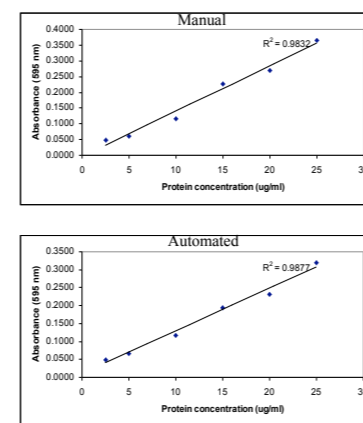 Manual
0.4000
R² = 0.9832
0.3500
0.3000
0.2500
0.2000
0.1500
0.1000
0.0500
0.0000
Absorbance (595 nm)
0 5 10 15 20 25 3
Protein concentration (ug/ml)
Automated
0.3500
R² = 0.9877
0.3000
0.2500
0.2000
0.1500
0.1000
0.0500
0.0000
Absorbance (595 nm)
0 5 10 15 20 25 3
Protein concentration (ug/ml)